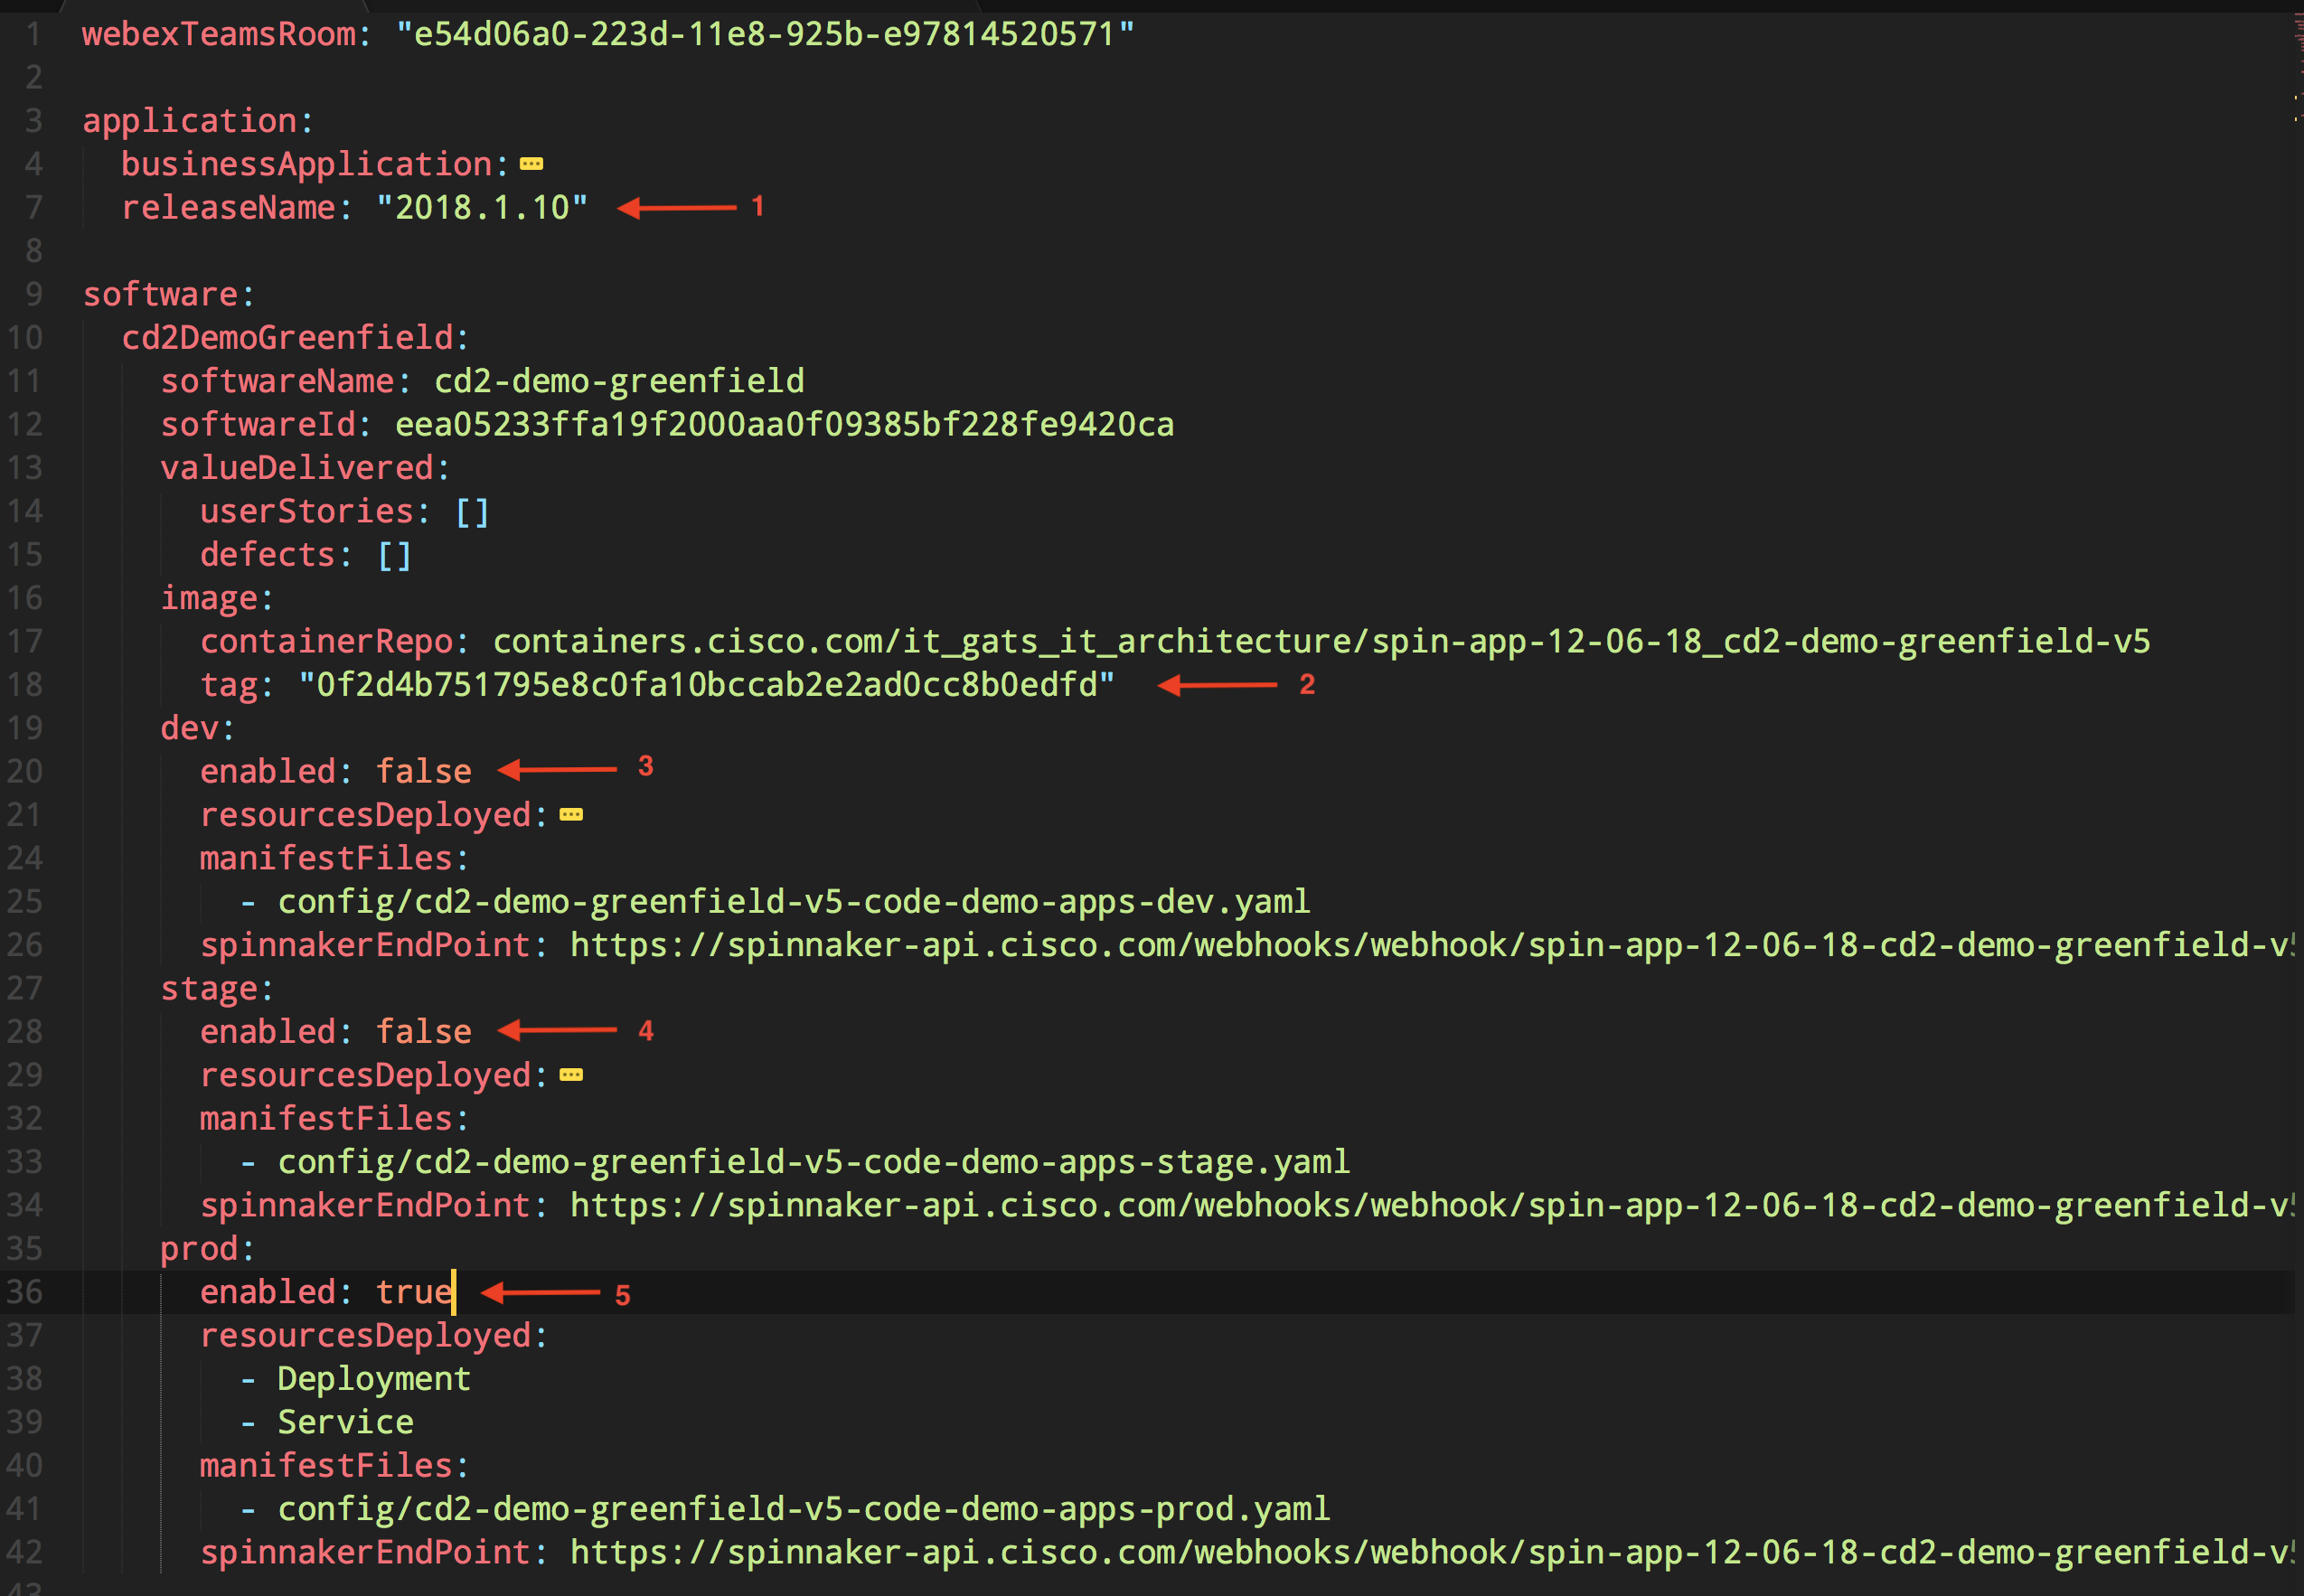 1 webexTeamsRoom: "e54d06a0-223d-11e8-925b-e97814520571"
2
3 application:
4 businessApplication:
7 releaseName: "2018.1.10" 1
8
9 software:
10 cd2DemoGreenfield:
11 softwareName: cd2-demo-greenfield
12 softwareId: eea05233ffa19f2000aa0f09385bf228fe9420ca
13 valueDelivered:
14 userStories: []
15 defects: []
16 image:
17 containerRepo: containers.cisco.com/it_gats_it_architecture/spin-app-12-06-18_cd2-demo-greenfield-v5
18 tag: "0f2d4b751795e8c0fa10bccab2e2ad0cc8b0edfd" 2
19 dev:
20 enabled: false 3
21 resourcesDeployed:
24 manifestFiles:
25 - config/cd2-demo-greenfield-v5-code-demo-apps-dev.yaml
26 spinnakerEndPoint: https://spinnaker-api.cisco.com/webhooks/webhook/spin-app-12-06-18-cd2-demo-greenfield-v5
27 stage:
28 enabled: false 4
29 resourcesDeployed:
32 manifestFiles:
33 - config/cd2-demo-greenfield-v5-code-demo-apps-stage.yaml
34 spinnakerEndPoint: https://spinnaker-api.cisco.com/webhooks/webhook/spin-app-12-06-18-cd2-demo-greenfield-v5
35 prod:
36 enabled: true 5
37 resourcesDeployed:
38 - Deployment
39 - Service
40 manifestFiles:
41 - config/cd2-demo-greenfield-v5-code-demo-apps-prod.yaml
42 spinnakerEndPoint: https://spinnaker-api.cisco.com/webhooks/webhook/spin-app-12-06-18-cd2-demo-greenfield-v5
43